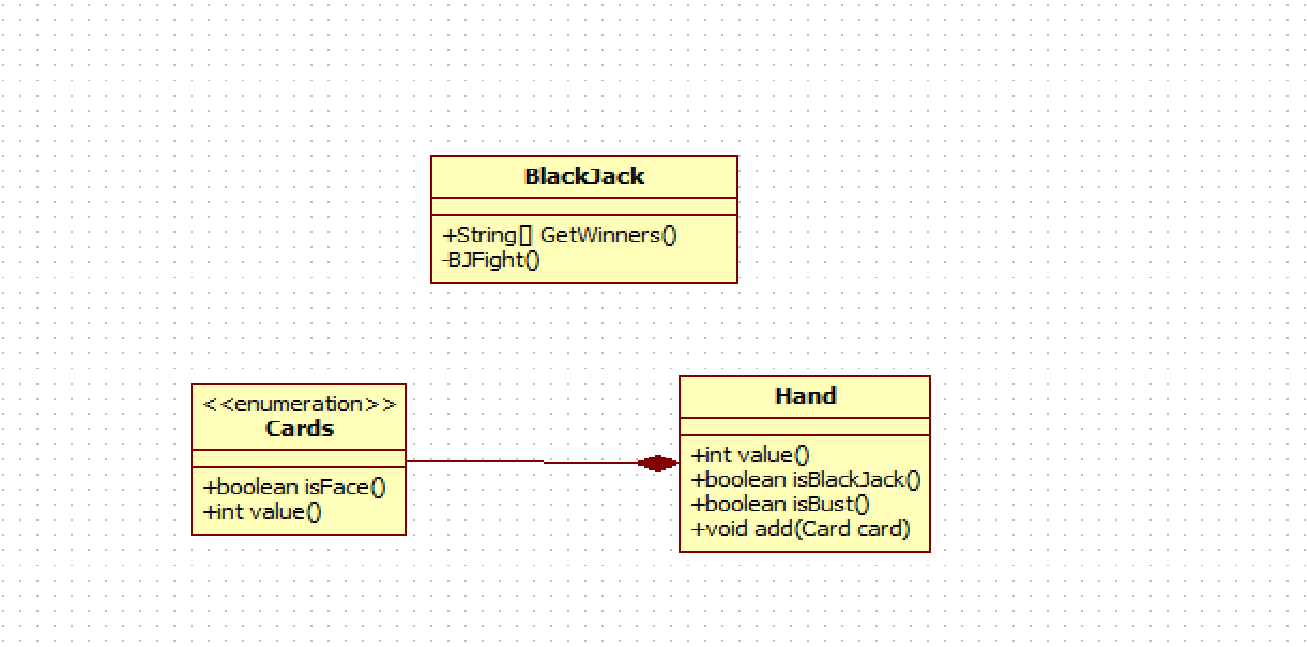 BlackJack
+String[] GetWinners()
-BJFight()
<<enumeration>>
Cards
+boolean isFace()
+int value()
Hand
+int value()
+boolean isBlackJack()
+boolean isBust()
+void add(Card card)